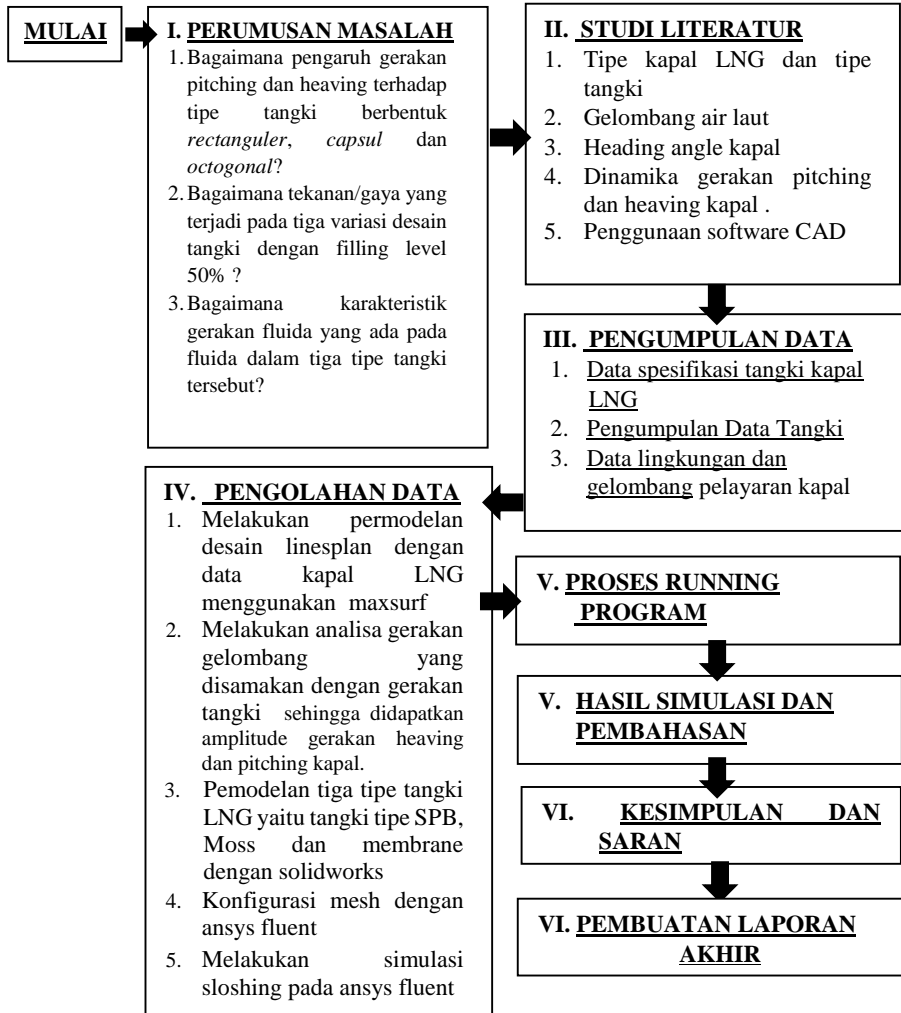 MULAI
I. PERUMUSAN MASALAH
1. Bagaimana pengaruh gerakan
pitching dan heaving terhadap
tipe tangki berbentuk
rectanguler, capsul dan
octogonal?
2. Bagaimana tekanan/gaya yang
terjadi pada tiga variasi desain
tangki dengan filling level
50% ?
3. Bagaimana karakteristik
gerakan fluida yang ada pada
fluida dalam tiga tipe tangki
tersebut?
II. STUDI LITERATUR
1. Tipe kapal LNG dan tipe
tangki
2. Gelombang air laut
3. Heading angle kapal
4. Dinamika gerakan pitching
dan heaving kapal .
5. Penggunaan software CAD
III. PENGUMPULAN DATA
1. Data spesifikasi tangki kapal
LNG
2. Pengumpulan Data Tangki
3. Data lingkungan dan
gelombang pelayaran kapal
IV. PENGOLAHAN DATA
1. Melakukan permodelan
desain linesplan dengan
data kapal LNG
menggunakan maxsurf
2. Melakukan analisa gerakan
gelombang yang
disamakan dengan gerakan
tangki sehingga didapatkan
amplitude gerakan heaving
dan pitching kapal.
3. Pemodelan tiga tipe tangki
LNG yaitu tangki tipe SPB,
Moss dan membrane
dengan solidworks
4. Konfigurasi mesh dengan
ansys fluent
5. Melakukan simulasi
sloshing pada ansys fluent
V. PROSES RUNNING
PROGRAM
V. HASIL SIMULASI DAN
PEMBAHASAN
VI. KESIMPULAN DAN
SARAN
VI. PEMBUATAN LAPORAN
AKHIR